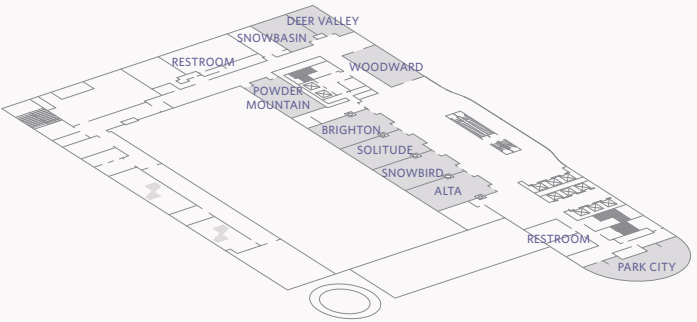 DEER VALLEY
SNOWBASIN
RESTROOM
WOODWARD
POWDER
MOUNTAIN
BRIGHTON
SOLITUDE
SNOWBIRD
ALTA
RESTROOM
PARK CITY